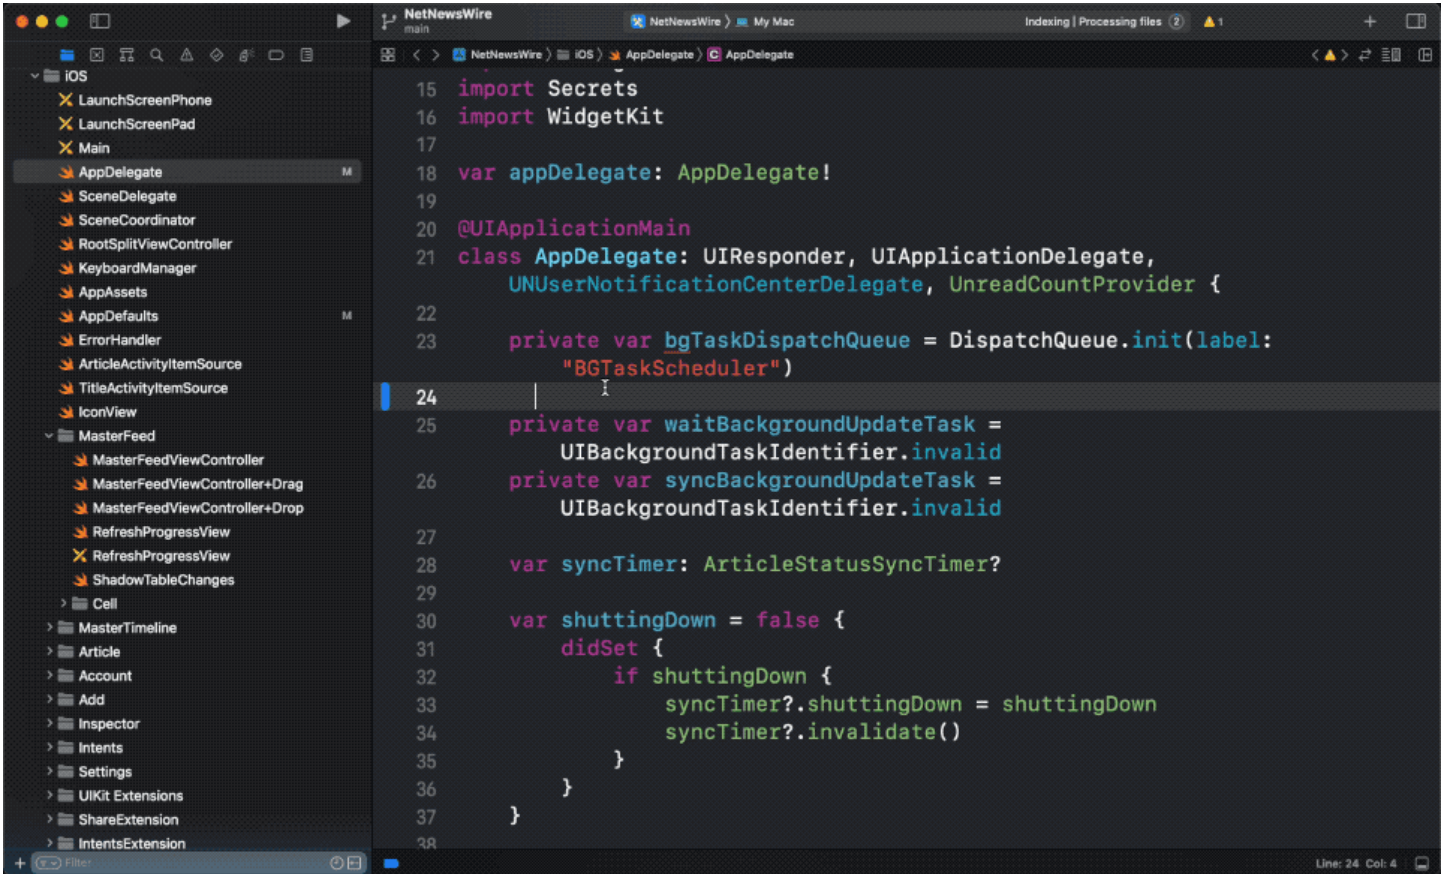 NetNewsWire
main
NetNewsWire
My Mac
Indexing | Processing files
2
1
NetNewsWire
iOS
AppDelegate
C
AppDelegate
iOS
LaunchScreenPhone
LaunchScreenPad
Main
AppDelegate
M
SceneDelegate
SceneCoordinator
RootSplitViewController
KeyboardManager
AppAssets
AppDefaults
M
ErrorHandler
ArticleActivityItemSource
TitleActivityItemSource
IconView
MasterFeed
MasterFeedViewController
MasterFeedViewController+Drag
MasterFeedViewController+Drop
RefreshProgressView
RefreshProgressView
ShadowTableChanges
Cell
MasterTimeline
Article
Account
Add
Inspector
Intents
Settings
UIKit Extensions
ShareExtension
IntentsExtension
Filter
15 import Secrets
16 import WidgetKit
17
18 var appDelegate: AppDelegate!
19
20 @UIApplicationMain
21 class AppDelegate: UIResponder, UIApplicationDelegate,
UNUserNotificationCenterDelegate, UnreadCountProvider {
22
23 private var bgTaskDispatchQueue = DispatchQueue.init(label:
"BGTaskScheduler")
24
25 private var waitBackgroundUpdateTask =
UIBackgroundTaskIdentifier.invalid
26 private var syncBackgroundUpdateTask =
UIBackgroundTaskIdentifier.invalid
27
28 var syncTimer: ArticleStatusSyncTimer?
29
30 var shuttingDown = false {
31 didSet {
32 if shuttingDown {
33 syncTimer?.shuttingDown = shuttingDown
34 syncTimer?.invalidate()
35 }
36 }
37 }
38
Line: 24 Col: 4